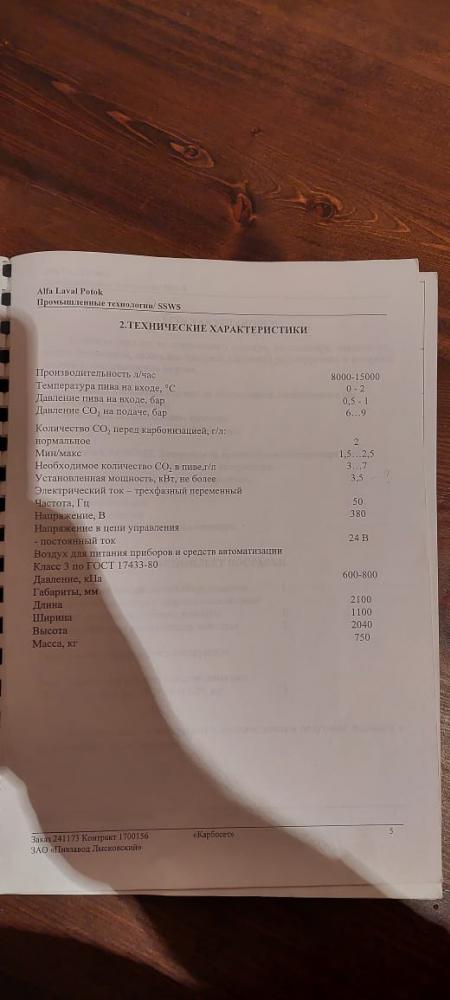 Alfa Laval Potok
Промышленные технологии/ SSWS
2.ТЕХНИЧЕСКИЕ ХАРАКТЕРИСТИКИ
Производительность л/час 8000-15000
Температура пива на входе, °С 0 - 2
Давление пива на входе, бар 0,5 - 1
Давление СО₂ на подаче, бар 6...9
Количество СО₂ перед карбонизацией, г/л:
нормальное 2
Мин/макс 1,5...2,5
Необходимое количество СО₂ в пиве,г/л 3...7
Установленная мощность, кВт, не более 3,5
Электрический ток – трехфазный переменный
Частота, Гц 50
Напряжение, В 380
Напряжение в цепи управления
- постоянный ток 24 В
Воздух для питания приборов и средств автоматизации
Класс 3 по ГОСТ 17433-80
Давление, кПа 600-800
Габариты, мм
Длина 2100
Ширина 1100
Высота 2040
Масса, кг 750
Заказ 241173 Контракт 1700156 «Карбосет» 5
ЗАО «Пивзавод Лысковский»